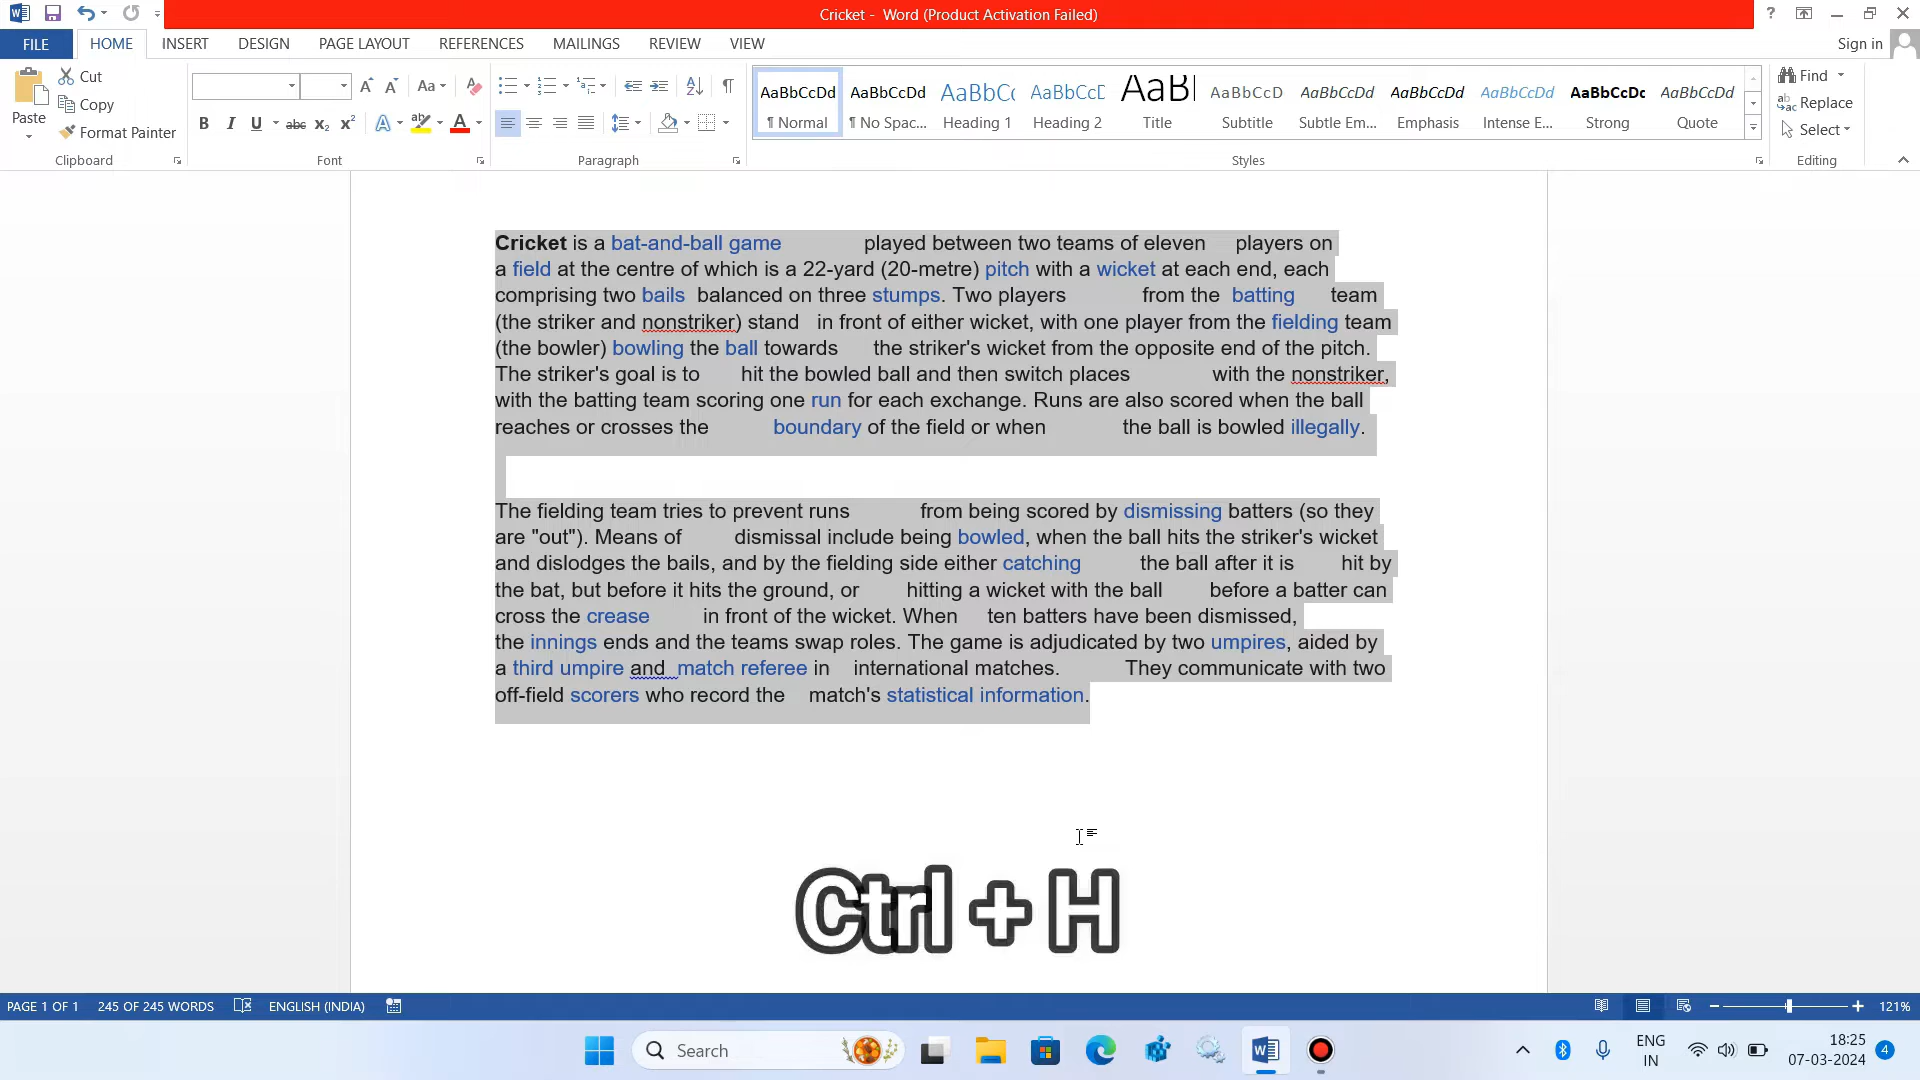 Cricket - Word (Product Activation Failed)
?
FILE HOME INSERT DESIGN PAGE LAYOUT REFERENCES MAILINGS REVIEW VIEW Sign in
Paste
Cut
Copy
Format Painter
Clipboard
Aa
B I U abc x₂ x² A ab A
Font
A Z ¶
Paragraph
AaBbCcDd AaBbCcDd AaBbC AaBbCcE AaBl AaBbCcD AaBbCcDd AaBbCcDd AaBbCcDd AaBbCcDc AaBbCcDd
¶ Normal ¶ No Spac... Heading 1 Heading 2 Title Subtitle Subtle Em... Emphasis Intense E... Strong Quote
Styles
Find
Replace
Select
Editing
Cricket is a bat-and-ball game played between two teams of eleven players on
a field at the centre of which is a 22-yard (20-metre) pitch with a wicket at each end, each
comprising two bails balanced on three stumps. Two players from the batting team
(the striker and nonstriker) stand in front of either wicket, with one player from the fielding team
(the bowler) bowling the ball towards the striker's wicket from the opposite end of the pitch.
The striker's goal is to hit the bowled ball and then switch places with the nonstriker,
with the batting team scoring one run for each exchange. Runs are also scored when the ball
reaches or crosses the boundary of the field or when the ball is bowled illegally.
The fielding team tries to prevent runs from being scored by dismissing batters (so they
are "out"). Means of dismissal include being bowled, when the ball hits the striker's wicket
and dislodges the bails, and by the fielding side either catching the ball after it is hit by
the bat, but before it hits the ground, or hitting a wicket with the ball before a batter can
cross the crease in front of the wicket. When ten batters have been dismissed,
the innings ends and the teams swap roles. The game is adjudicated by two umpires, aided by
a third umpire and match referee in international matches. They communicate with two
off-field scorers who record the match's statistical information.
Ctrl + H
PAGE 1 OF 1 245 OF 245 WORDS ENGLISH (INDIA) 121%
Search
ENG
IN
18:25
07-03-2024
4